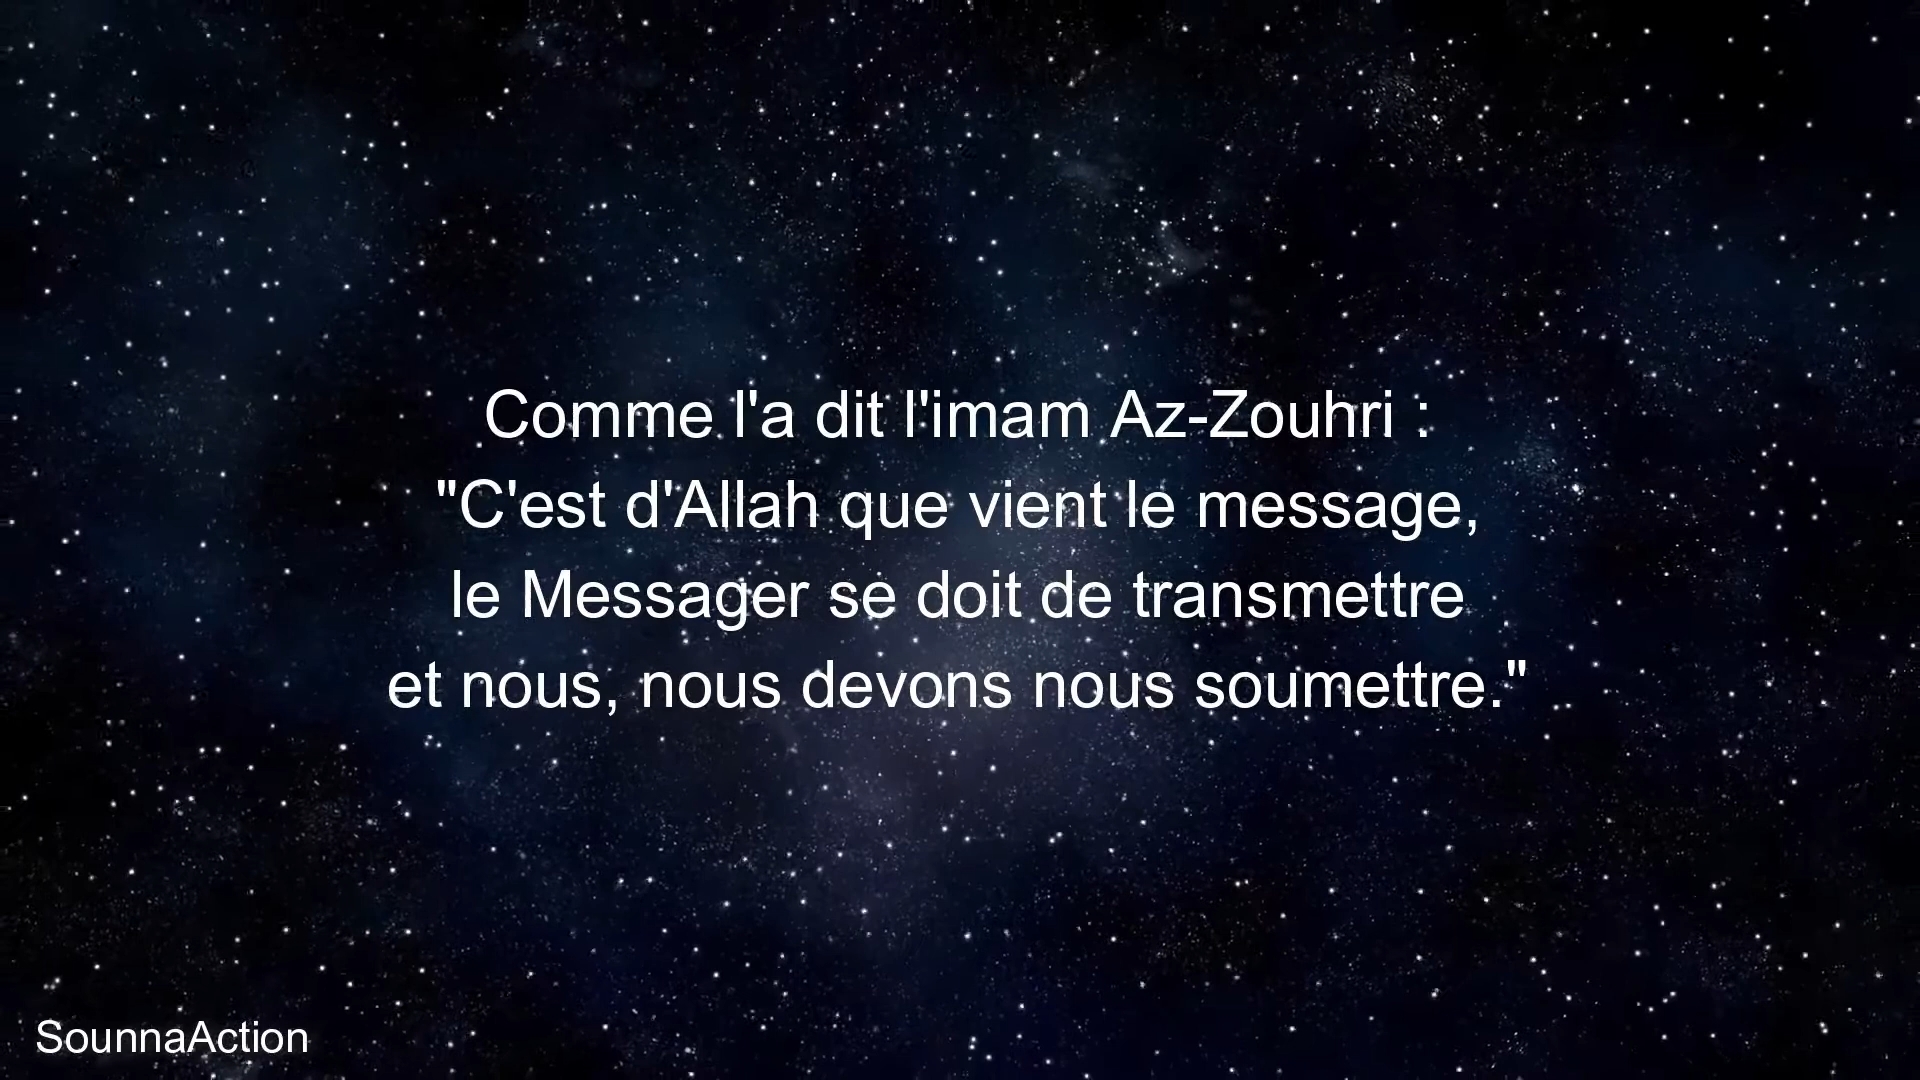 Comme l'a dit l'imam Az-Zouhri :
"C'est d'Allah que vient le message,
le Messager se doit de transmettre
et nous, nous devons nous soumettre."
SounnaAction